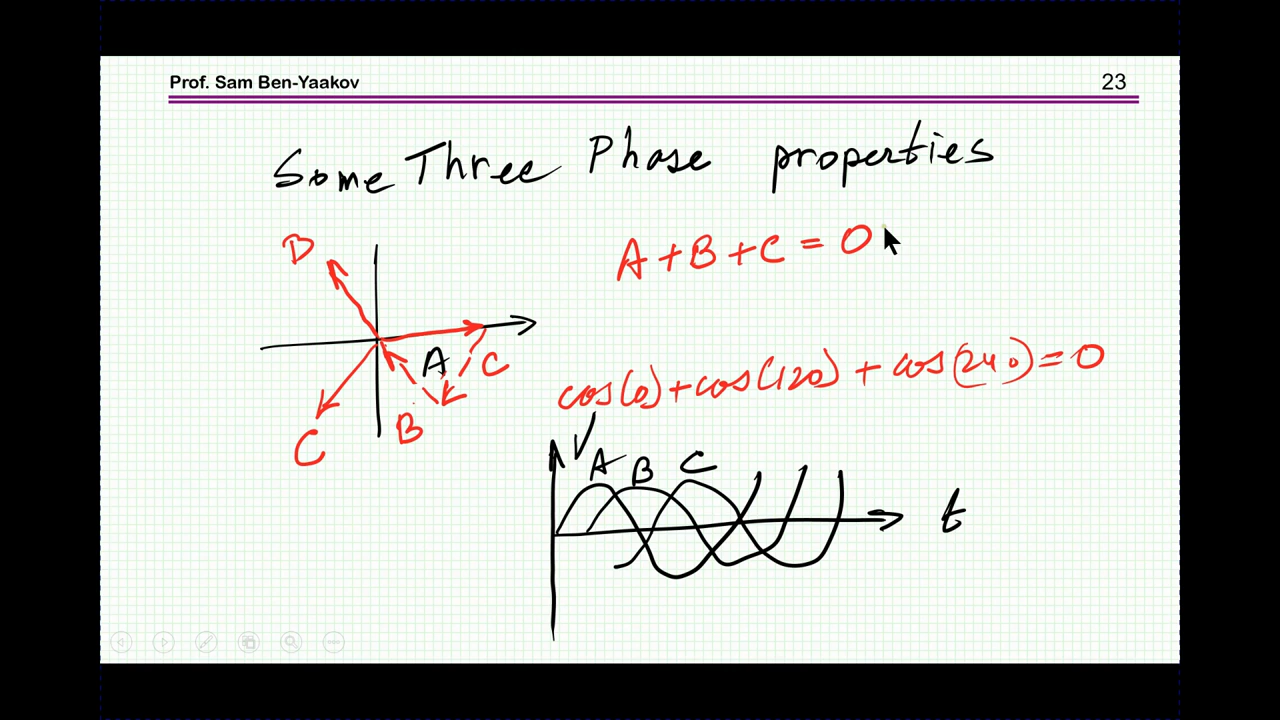 Prof. Sam Ben-Yaakov
23
Some Three Phase properties
B
A+B+C=0
A
C
cos(0)+cos(120)+cos(240)=0
B
C
A B C
t